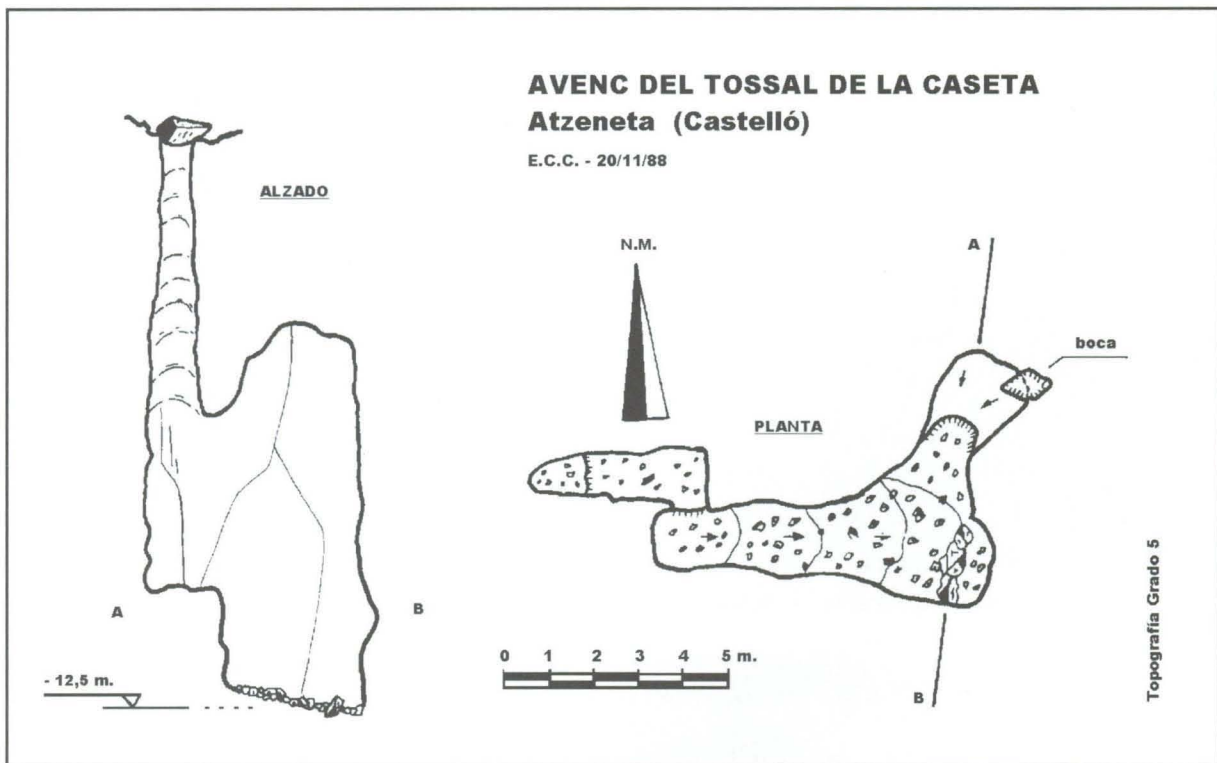 AVENC DEL TOSSAL DE LA CASETA
Atzeneta (Castelló)
E.C.C. - 20/11/88
ALZADO
A
B
- 12,5 m.
N.M.
PLANTA
A
boca
B
0 1 2 3 4 5 m.
Topografía Grado 5